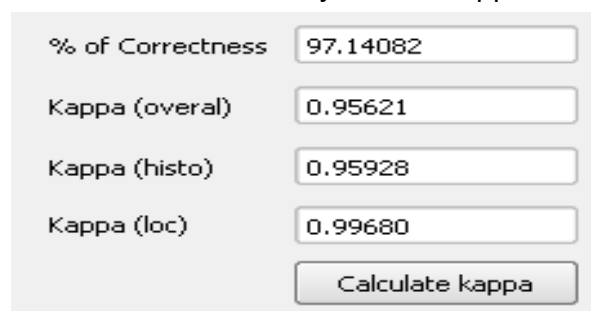 % of Correctness 97.14082
Kappa (overal) 0.95621
Kappa (histo) 0.95928
Kappa (loc) 0.99680
Calculate kappa